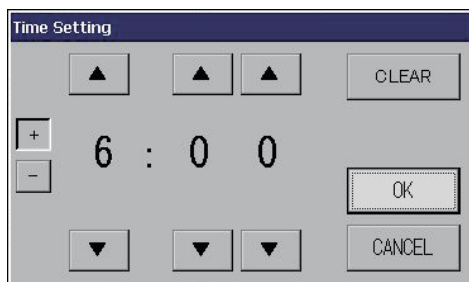 Time Setting
▲ ▲ ▲ CLEAR
+
6 : 0 0
-
OK
▼ ▼ ▼ CANCEL